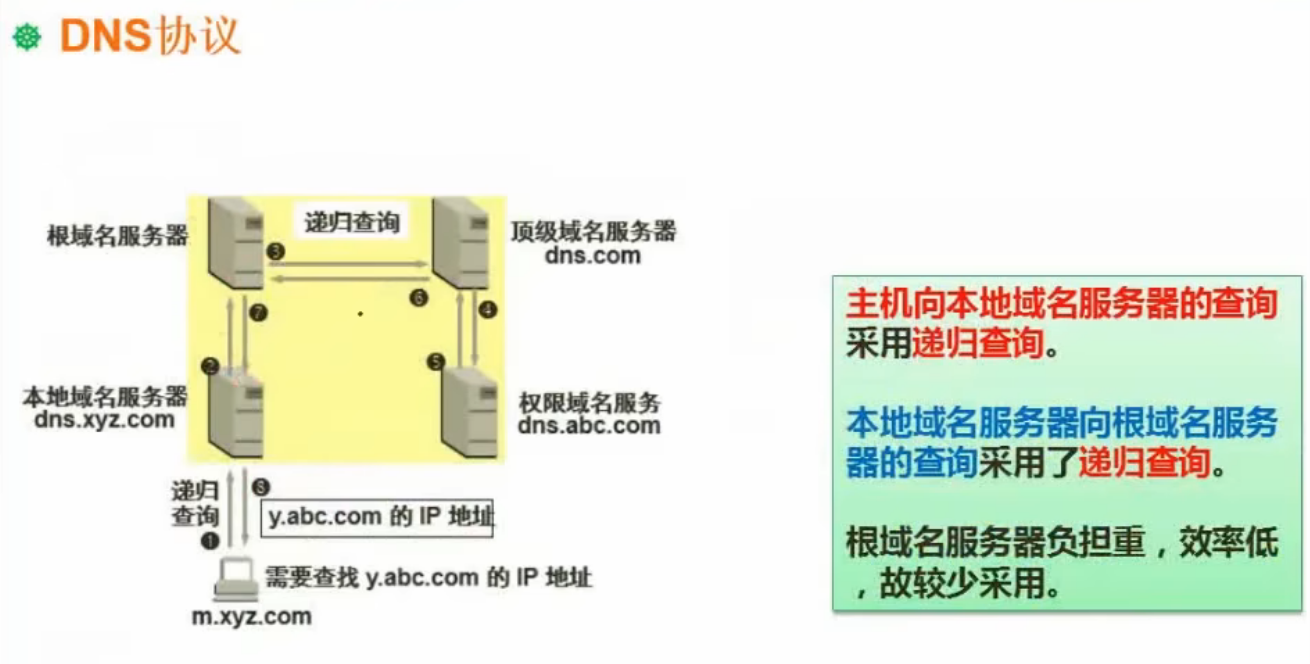 DNS协议
根域名服务器
递归查询
顶级域名服务器
dns.com
❸
❻
❼
❹
❷
❺
本地域名服务器
dns.xyz.com
权限域名服务
dns.abc.com
递归
查询
❽
y.abc.com 的 IP 地址
❶
需要查找 y.abc.com 的 IP 地址
m.xyz.com
主机向本地域名服务器的查询
采用递归查询。
本地域名服务器向根域名服务
器的查询采用了递归查询。
根域名服务器负担重，效率低
，故较少采用。